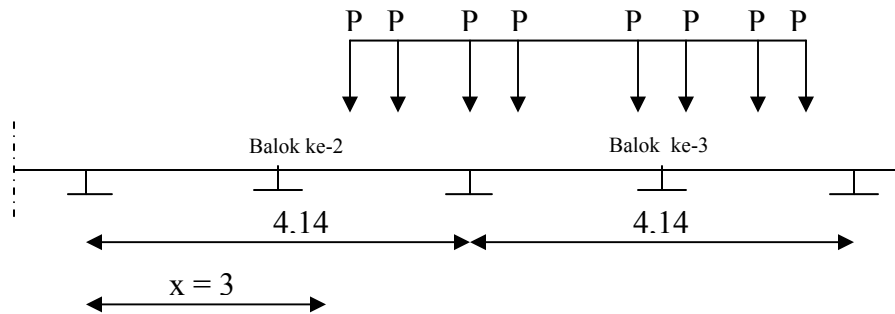 P P P P P P P P
Balok ke-2 Balok ke-3
4.14 4.14
x = 3